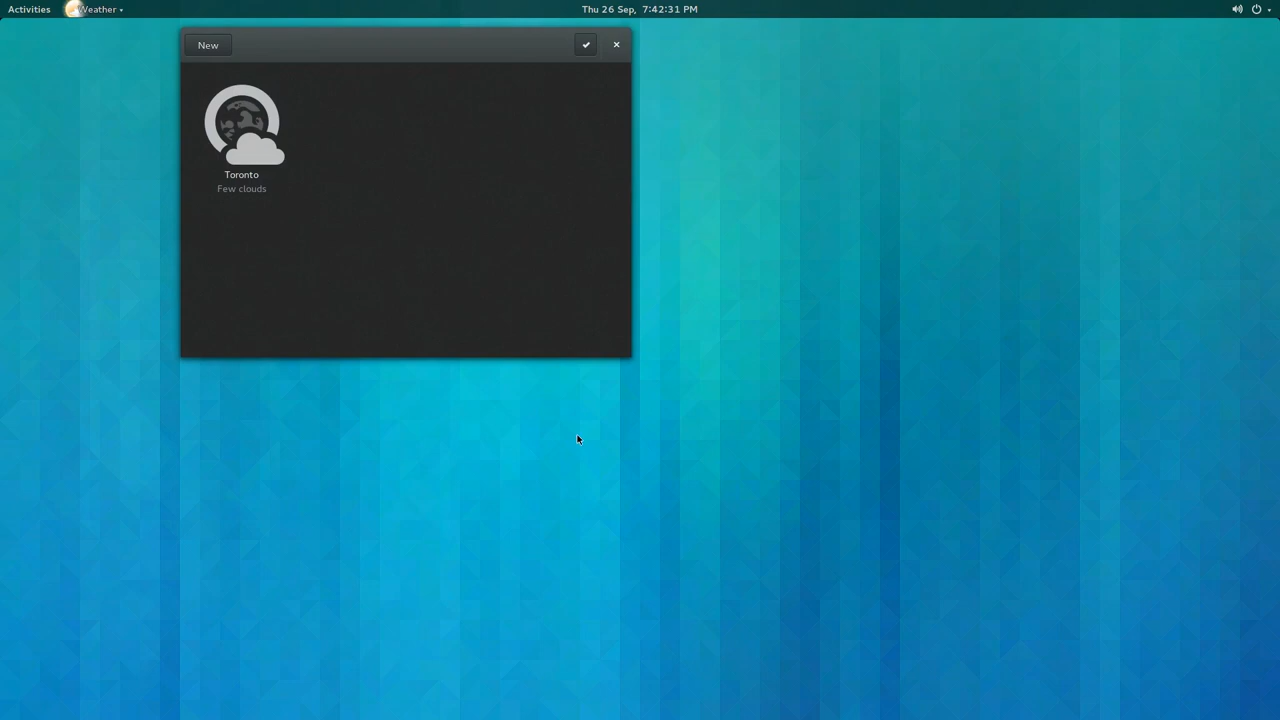 Activities
Weather
Thu 26 Sep, 7:42:31 PM
New
Toronto
Few clouds